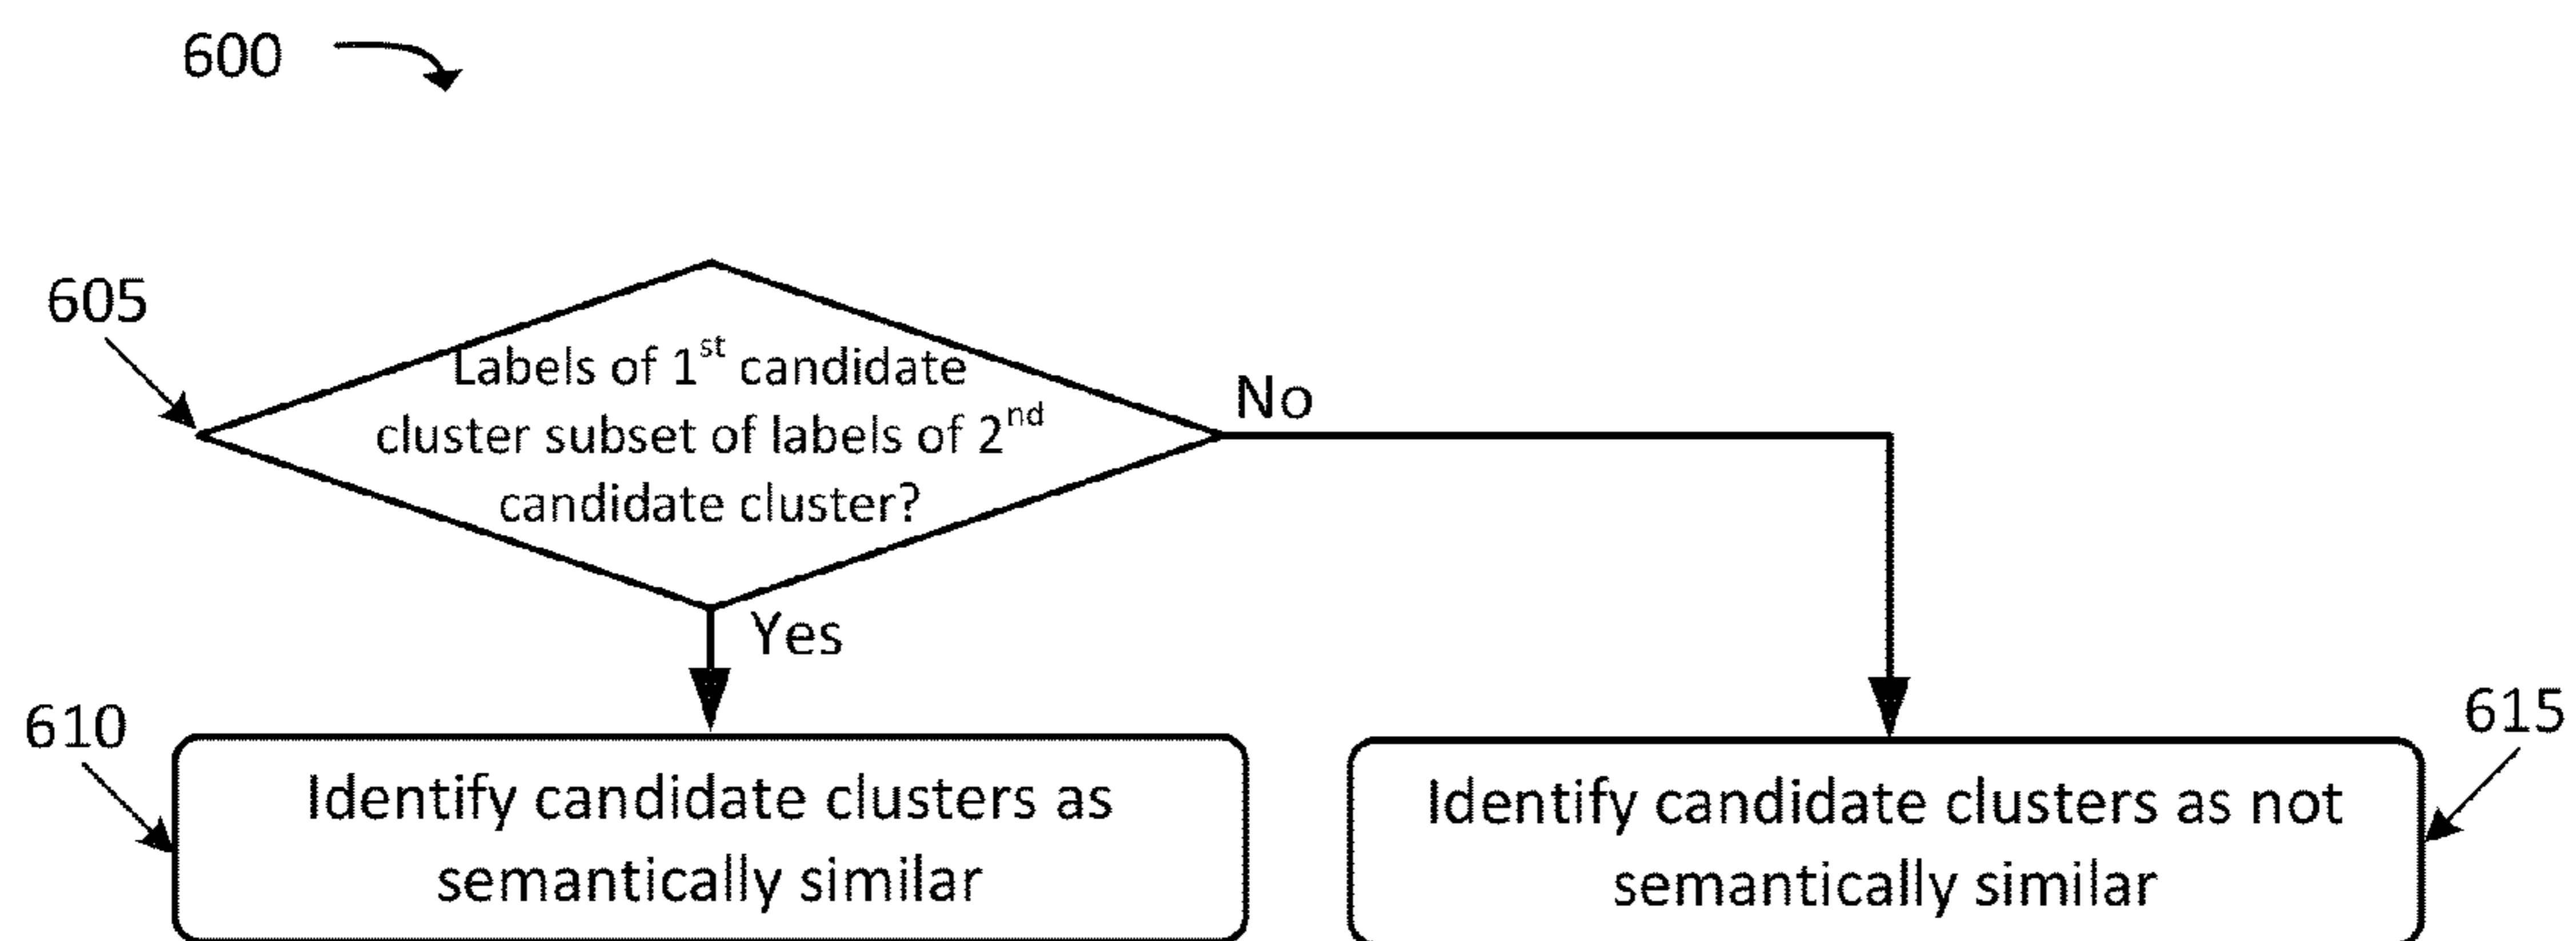 600
605
Labels of 1st candidate
cluster subset of labels of 2nd
candidate cluster?
No
Yes
610
Identify candidate clusters as
semantically similar
Identify candidate clusters as not
semantically similar
615